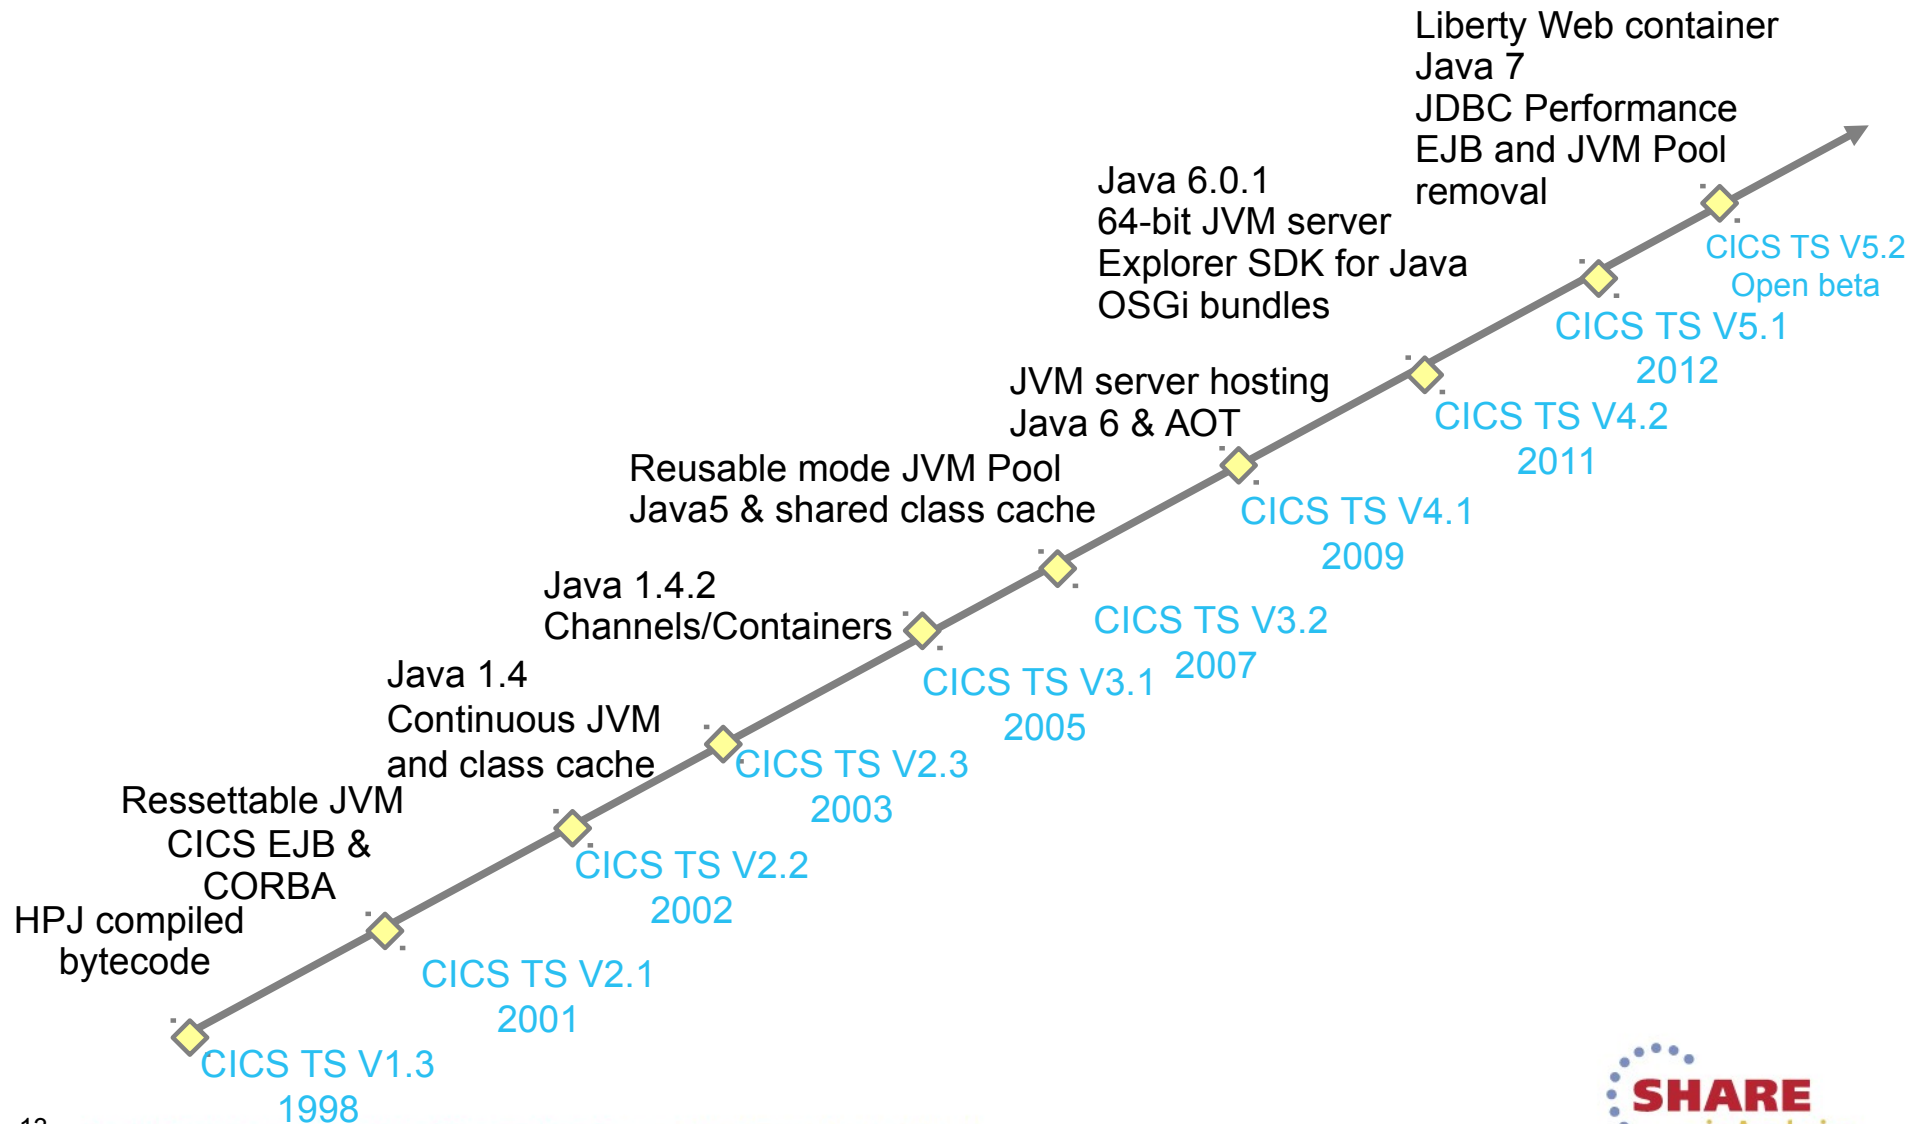 Liberty Web container
Java 7
JDBC Performance
EJB and JVM Pool
removal
Java 6.0.1
64-bit JVM server
Explorer SDK for Java
OSGi bundles
CICS TS V5.2
Open beta
CICS TS V5.1
2012
JVM server hosting
Java 6 & AOT
CICS TS V4.2
2011
Reusable mode JVM Pool
Java5 & shared class cache
CICS TS V4.1
2009
Java 1.4.2
Channels/Containers
CICS TS V3.2
2007
Java 1.4
Continuous JVM
and class cache
CICS TS V3.1
2005
Ressettable JVM
CICS EJB &
CORBA
CICS TS V2.3
2003
HPJ compiled
bytecode
CICS TS V2.2
2002
CICS TS V2.1
2001
CICS TS V1.3
1998
SHARE